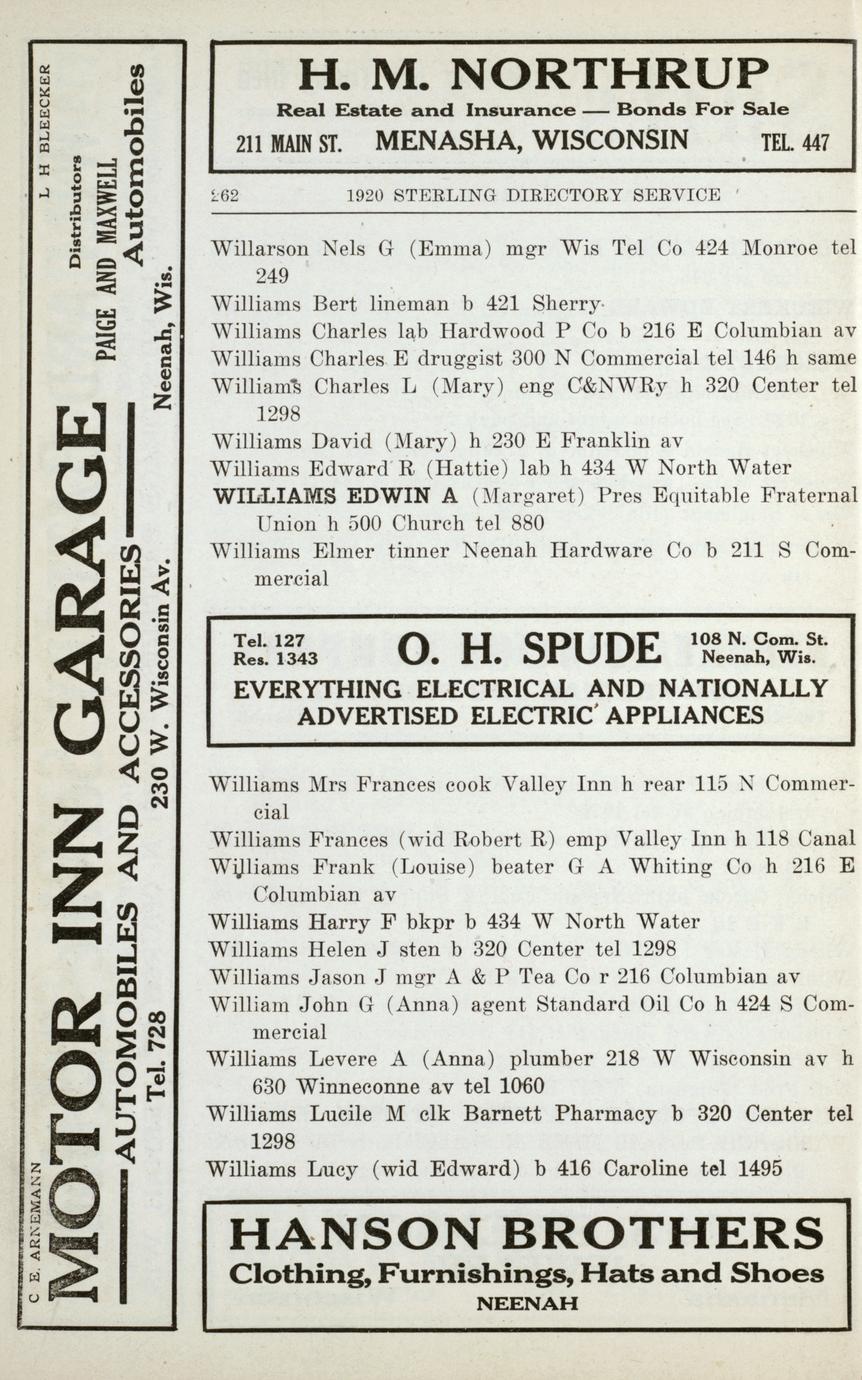 H. M. NORTHRUP
Real Estate and Insurance — Bonds For Sale
211 MAIN ST. MENASHA, WISCONSIN TEL. 447
262 1920 STERLING DIRECTORY SERVICE
Willarson Nels G (Emma) mgr Wis Tel Co 424 Monroe tel
249
Williams Bert lineman b 421 Sherry
Williams Charles lab Hardwood P Co b 216 E Columbian av
Williams Charles E druggist 300 N Commercial tel 146 h same
Williams Charles L (Mary) eng C&NWRy h 320 Center tel
1298
Williams David (Mary) h 230 E Franklin av
Williams Edward R (Hattie) lab h 434 W North Water
WILLIAMS EDWIN A (Margaret) Pres Equitable Fraternal
Union h 500 Church tel 880
Williams Elmer tinner Neenah Hardware Co b 211 S Com-
mercial
Tel. 127 O. H. SPUDE 108 N. Com. St.
Res. 1343 Neenah, Wis.
EVERYTHING ELECTRICAL AND NATIONALLY
ADVERTISED ELECTRIC APPLIANCES
Williams Mrs Frances cook Valley Inn h rear 115 N Commer-
cial
Williams Frances (wid Robert R) emp Valley Inn h 118 Canal
Williams Frank (Louise) beater G A Whiting Co h 216 E
Columbian av
Williams Harry F bkpr b 434 W North Water
Williams Helen J sten b 320 Center tel 1298
Williams Jason J mgr A & P Tea Co r 216 Columbian av
William John G (Anna) agent Standard Oil Co h 424 S Com-
mercial
Williams Levere A (Anna) plumber 218 W Wisconsin av h
630 Winneconne av tel 1060
Williams Lucile M clk Barnett Pharmacy b 320 Center tel
1298
Williams Lucy (wid Edward) b 416 Caroline tel 1495
HANSON BROTHERS
Clothing, Furnishings, Hats and Shoes
NEENAH
C E. ARNEMANN L H BLEECKER
MOTOR INN GARAGE
Distributors
PAIGE AND MAXWELL
Automobiles
AUTOMOBILES AND ACCESSORIES
Tel. 728 230 W. Wisconsin Av. Neenah, Wis.